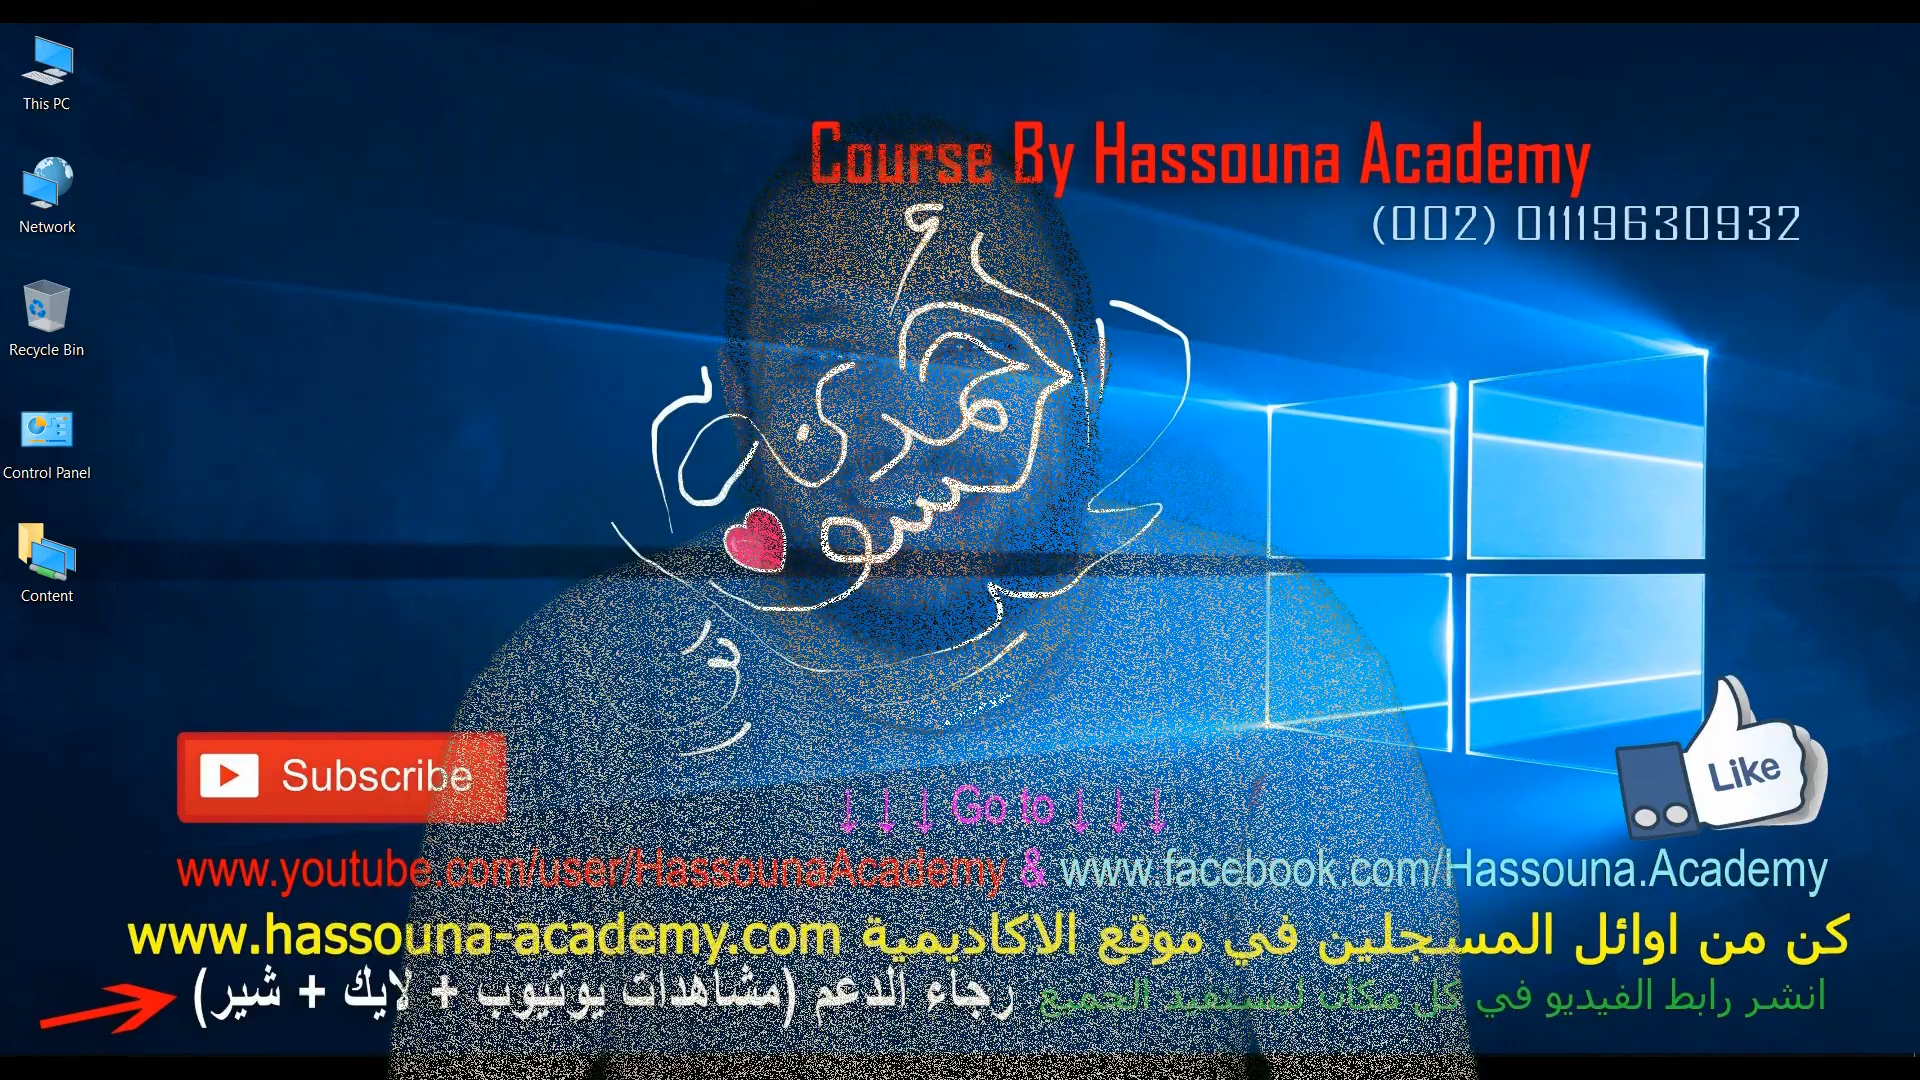 This PC
Network
Recycle Bin
Control Panel
Content
Course By Hassouna Academy
(002) 01119630932
Subscribe
Like
↓ ↓ ↓ Go to ↓ ↓ ↓
www.youtube.com/user/HassounaAcademy & www.facebook.com/Hassouna.Academy
كن من اوائل المسجلين في موقع الاكاديمية www.hassouna-academy.com
انشر رابط الفيديو في كل مكان ليستفيد الجميع
رجاء الدعم (مشاهدات يوتيوب + لايك + شير)